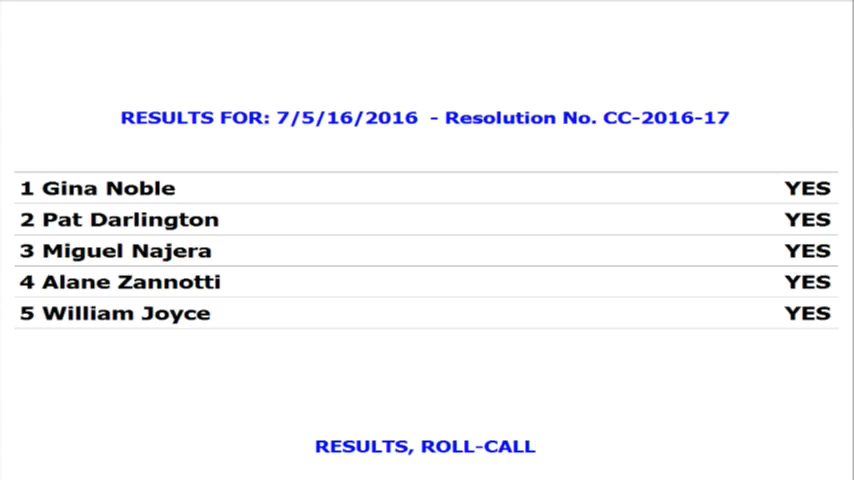 RESULTS FOR: 7/5/16/2016 - Resolution No. CC-2016-17
1 Gina Noble YES
2 Pat Darlington YES
3 Miguel Najera YES
4 Alane Zannotti YES
5 William Joyce YES
RESULTS, ROLL-CALL